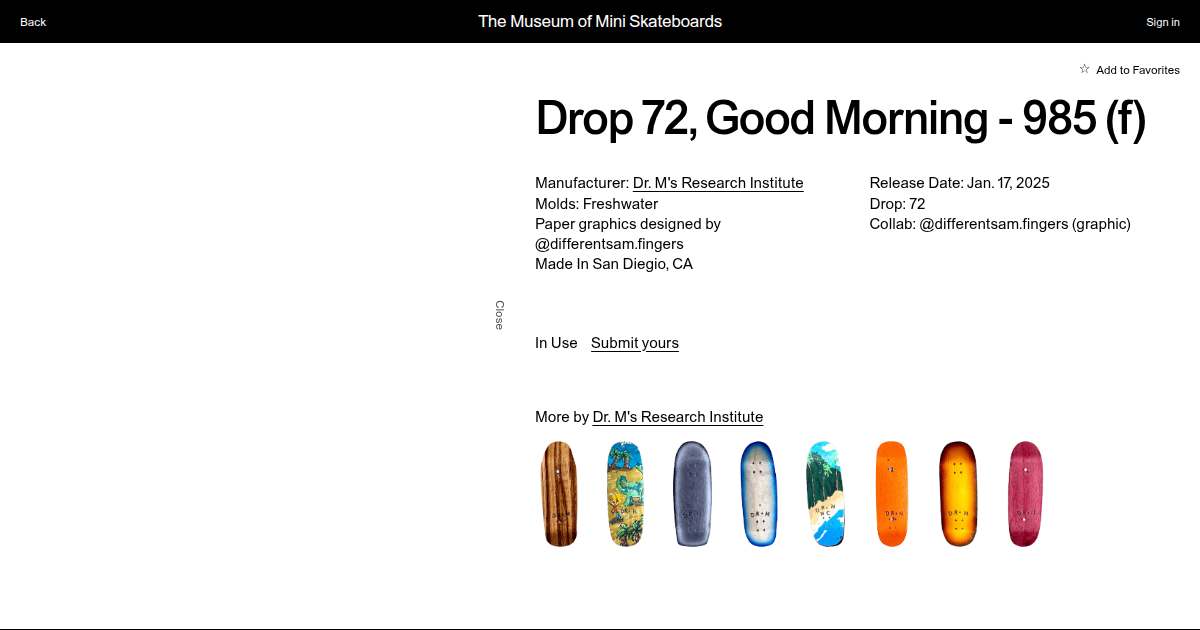 Back
The Museum of Mini Skateboards
Sign in
☆ Add to Favorites
Drop 72, Good Morning - 985 (f)
Manufacturer: Dr. M's Research Institute
Molds: Freshwater
Paper graphics designed by
@differentsam.fingers
Made In San Diegio, CA
Release Date: Jan. 17, 2025
Drop: 72
Collab: @differentsam.fingers (graphic)
Close
In Use Submit yours
More by Dr. M's Research Institute